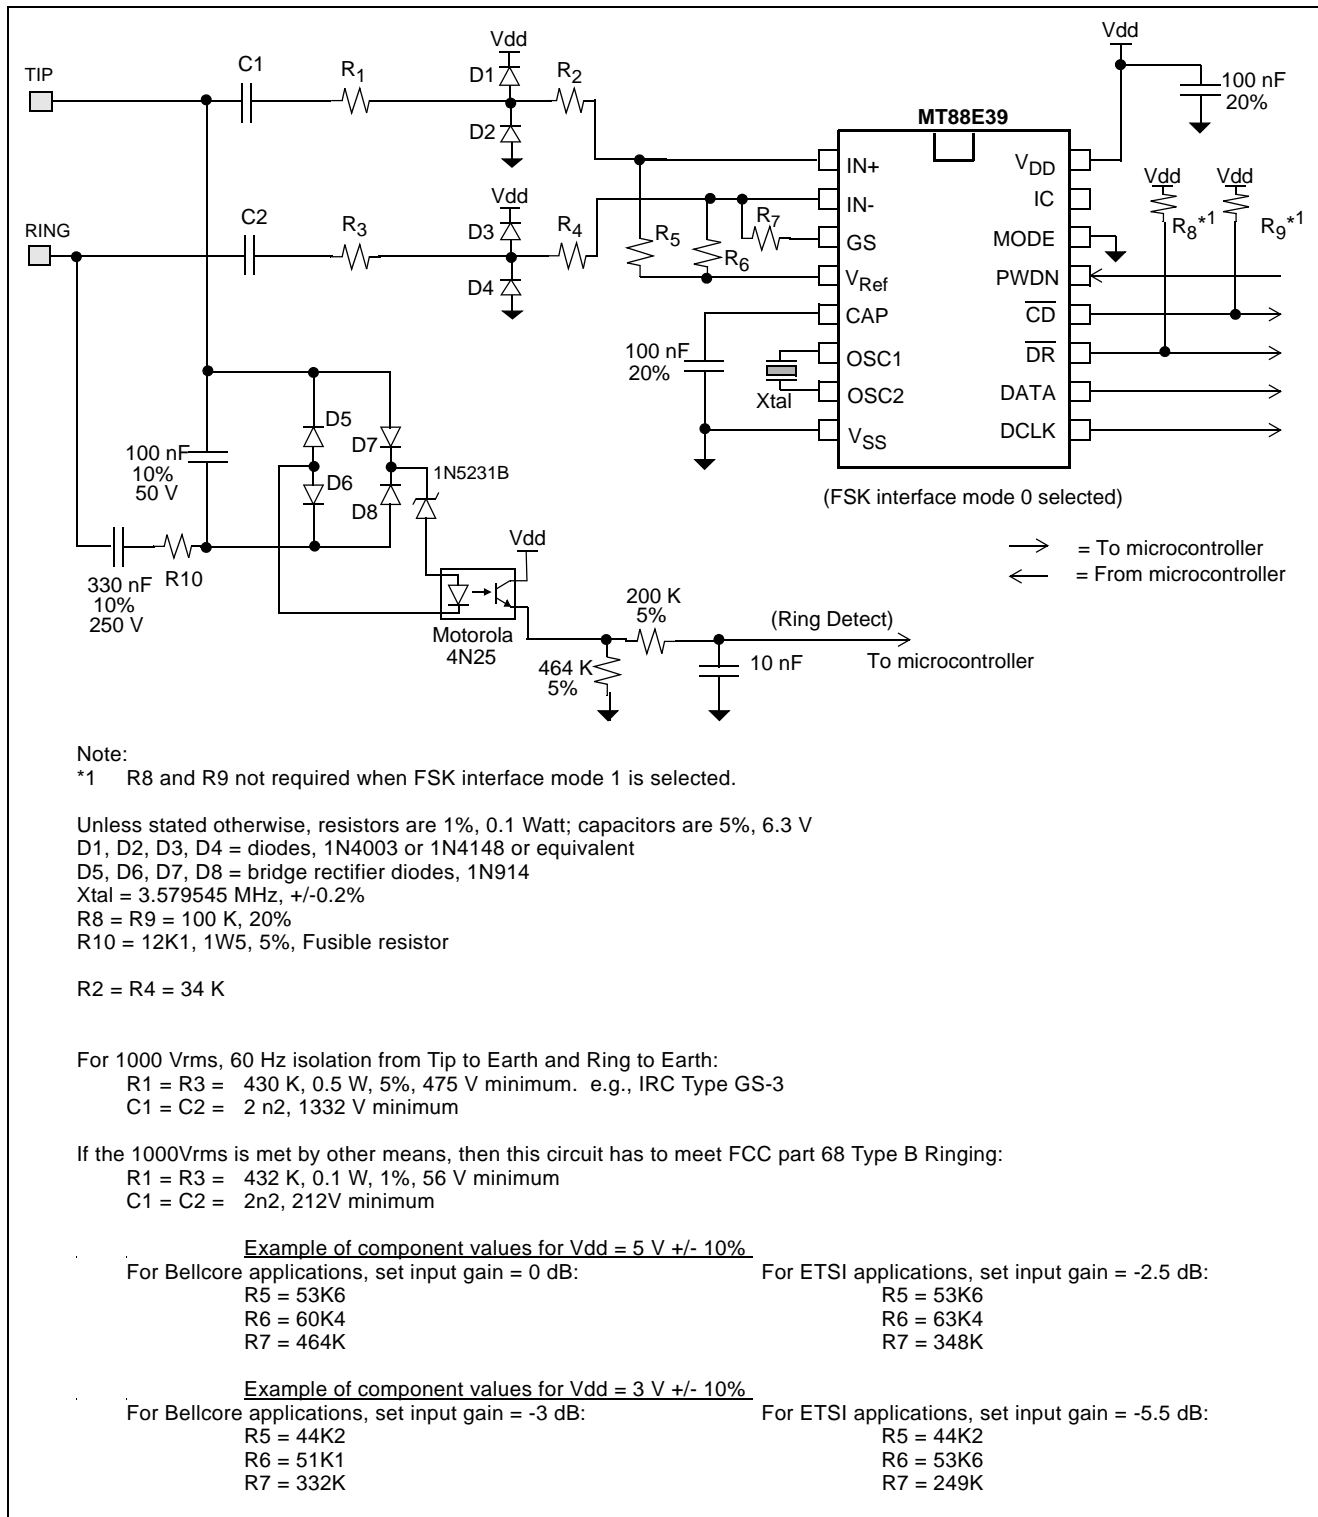 TIP
C1
R1
Vdd
D1
D2
R2
RING
C2
R3
Vdd
D3
D4
R4
R5
R6
R7
MT88E39
IN+
IN-
GS
VRef
CAP
OSC1
OSC2
VSS
VDD
IC
MODE
PWDN
CD
DR
DATA
DCLK
Vdd
100 nF
20%
Vdd
R8*1
Vdd
R9*1
100 nF
20%
Xtal
(FSK interface mode 0 selected)
= To microcontroller
= From microcontroller
100 nF
10%
50 V
D5
D6
D7
D8
1N5231B
330 nF
10%
250 V
R10
Vdd
Motorola
4N25
464 K
5%
200 K
5%
10 nF
(Ring Detect)
To microcontroller
Note:
*1 R8 and R9 not required when FSK interface mode 1 is selected.
Unless stated otherwise, resistors are 1%, 0.1 Watt; capacitors are 5%, 6.3 V
D1, D2, D3, D4 = diodes, 1N4003 or 1N4148 or equivalent
D5, D6, D7, D8 = bridge rectifier diodes, 1N914
Xtal = 3.579545 MHz, +/-0.2%
R8 = R9 = 100 K, 20%
R10 = 12K1, 1W5, 5%, Fusible resistor
R2 = R4 = 34 K
For 1000 Vrms, 60 Hz isolation from Tip to Earth and Ring to Earth:
R1 = R3 = 430 K, 0.5 W, 5%, 475 V minimum. e.g., IRC Type GS-3
C1 = C2 = 2 n2, 1332 V minimum
If the 1000Vrms is met by other means, then this circuit has to meet FCC part 68 Type B Ringing:
R1 = R3 = 432 K, 0.1 W, 1%, 56 V minimum
C1 = C2 = 2n2, 212V minimum
Example of component values for Vdd = 5 V +/- 10%
For Bellcore applications, set input gain = 0 dB:
R5 = 53K6
R6 = 60K4
R7 = 464K
For ETSI applications, set input gain = -2.5 dB:
R5 = 53K6
R6 = 63K4
R7 = 348K
Example of component values for Vdd = 3 V +/- 10%
For Bellcore applications, set input gain = -3 dB:
R5 = 44K2
R6 = 51K1
R7 = 332K
For ETSI applications, set input gain = -5.5 dB:
R5 = 44K2
R6 = 53K6
R7 = 249K